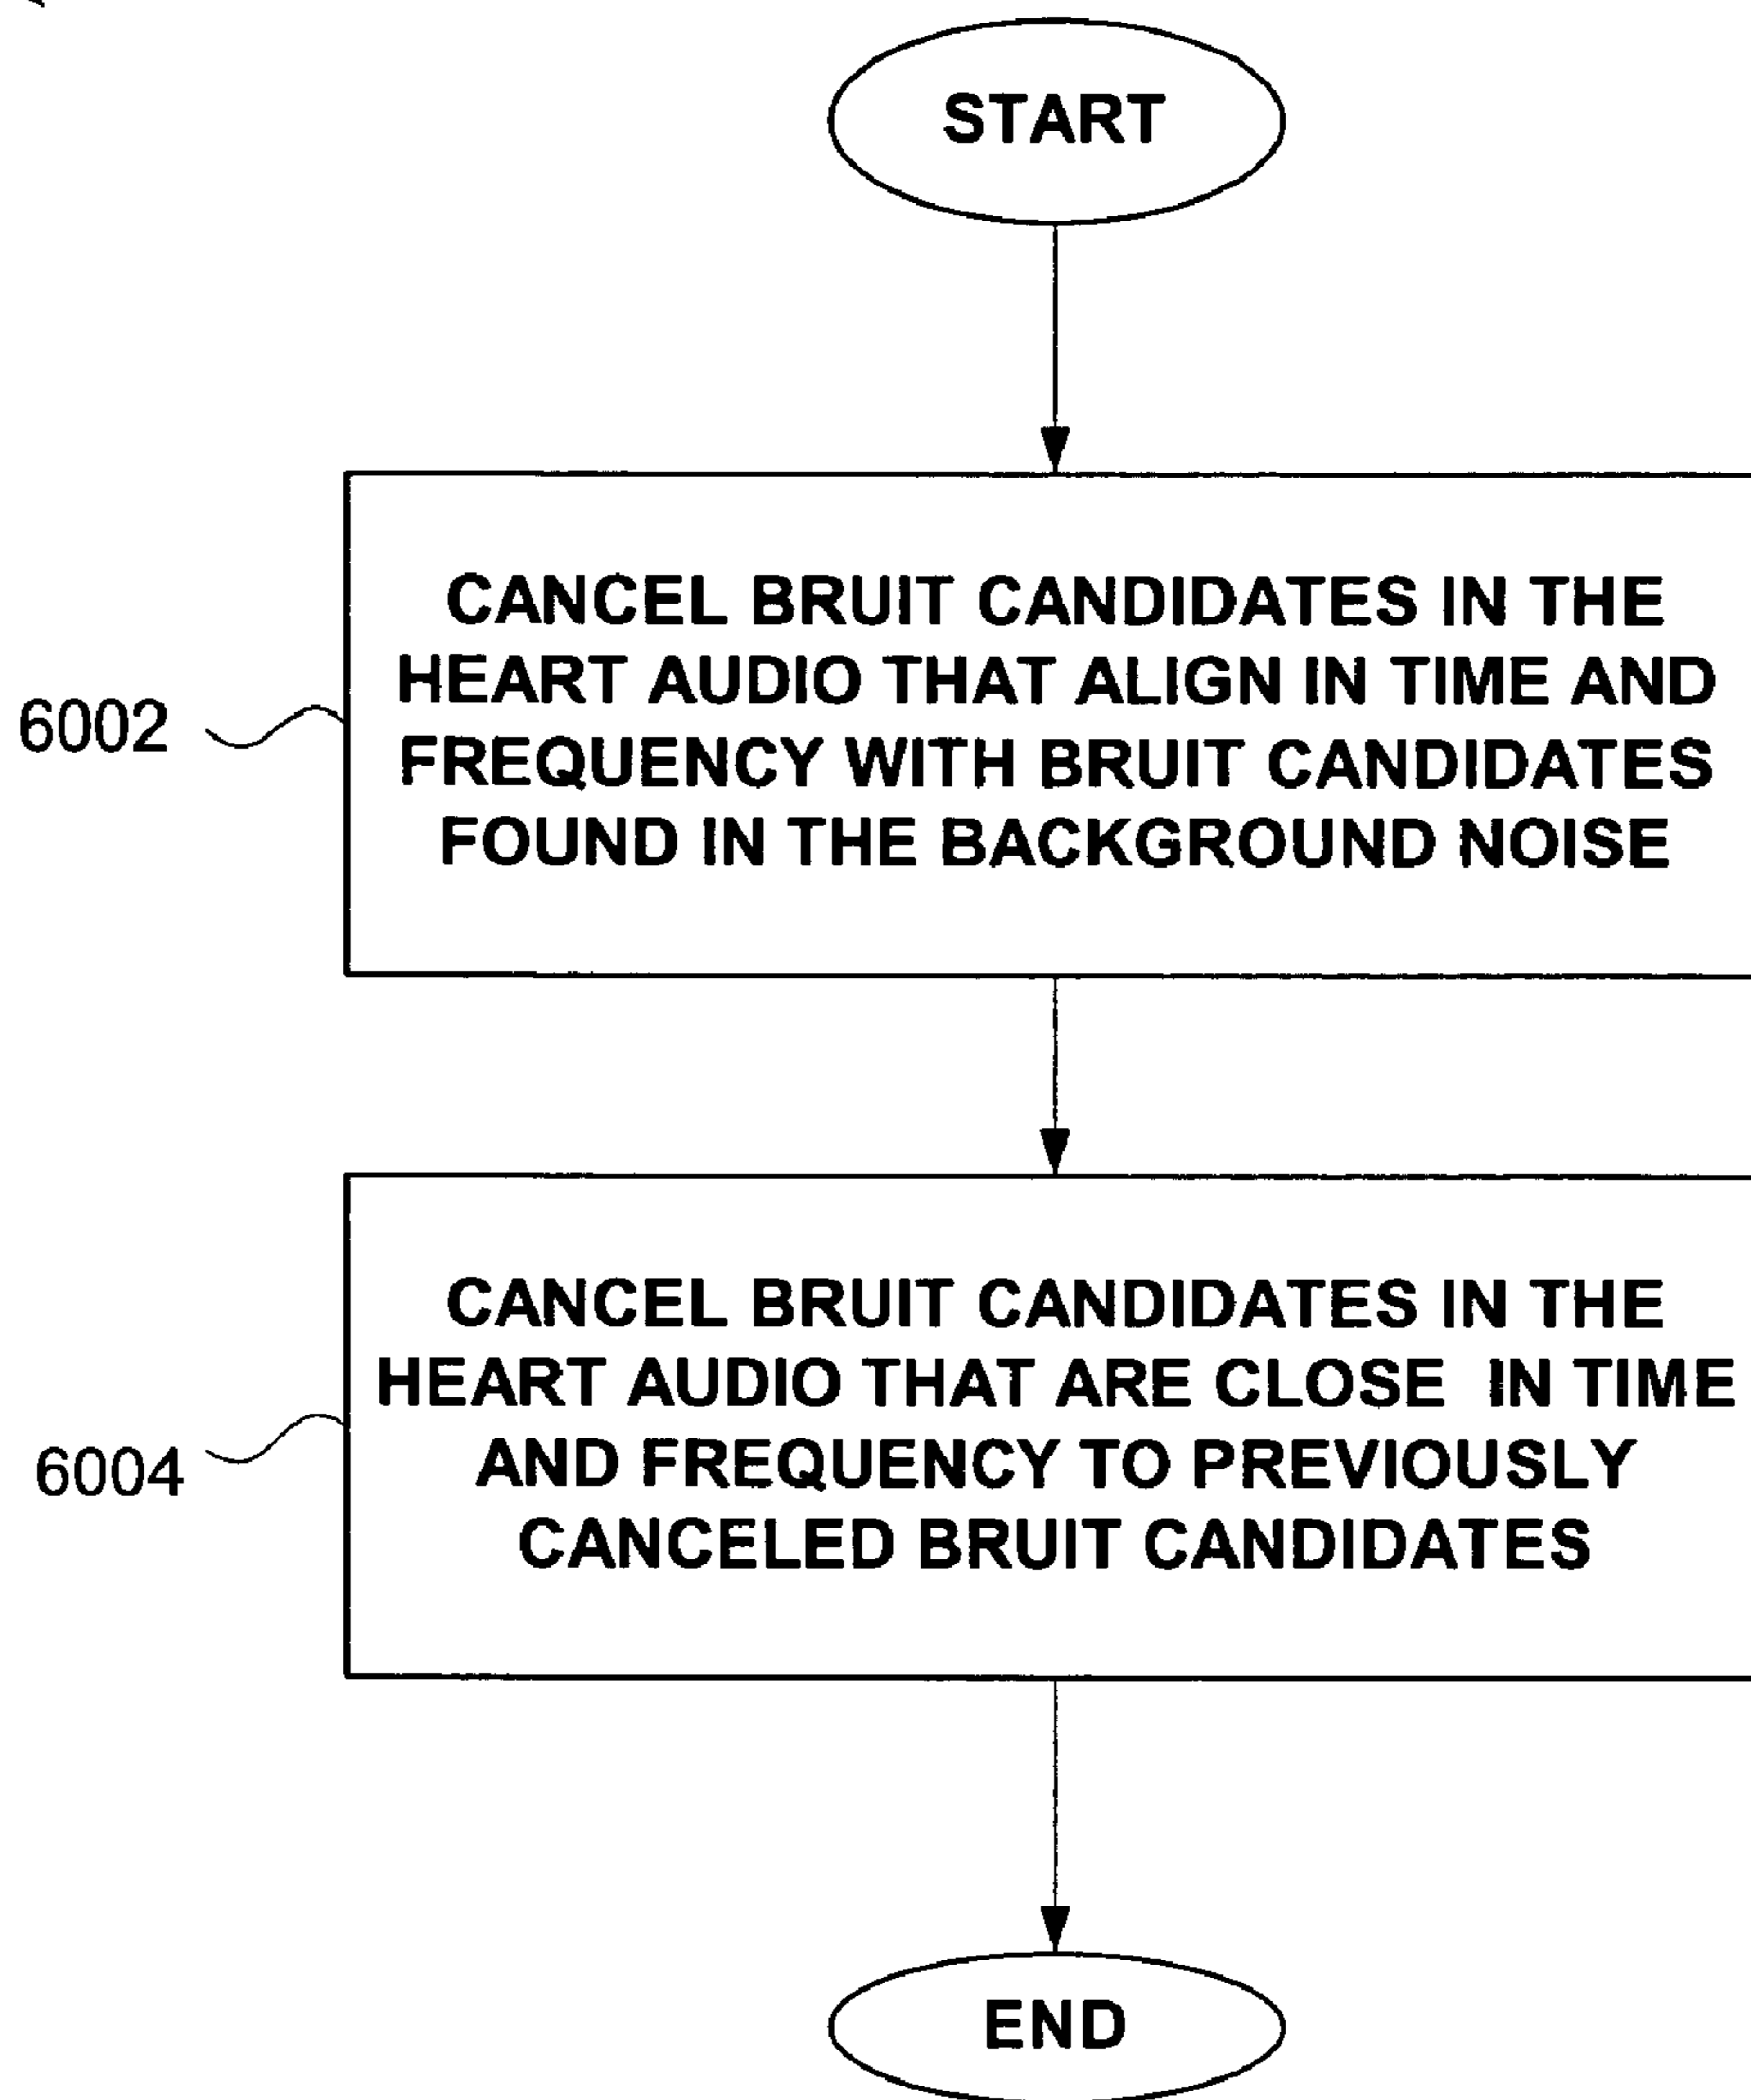 START
CANCEL BRUIT CANDIDATES IN THE
HEART AUDIO THAT ALIGN IN TIME AND
FREQUENCY WITH BRUIT CANDIDATES
FOUND IN THE BACKGROUND NOISE
6002
CANCEL BRUIT CANDIDATES IN THE
HEART AUDIO THAT ARE CLOSE IN TIME
AND FREQUENCY TO PREVIOUSLY
CANCELED BRUIT CANDIDATES
6004
END